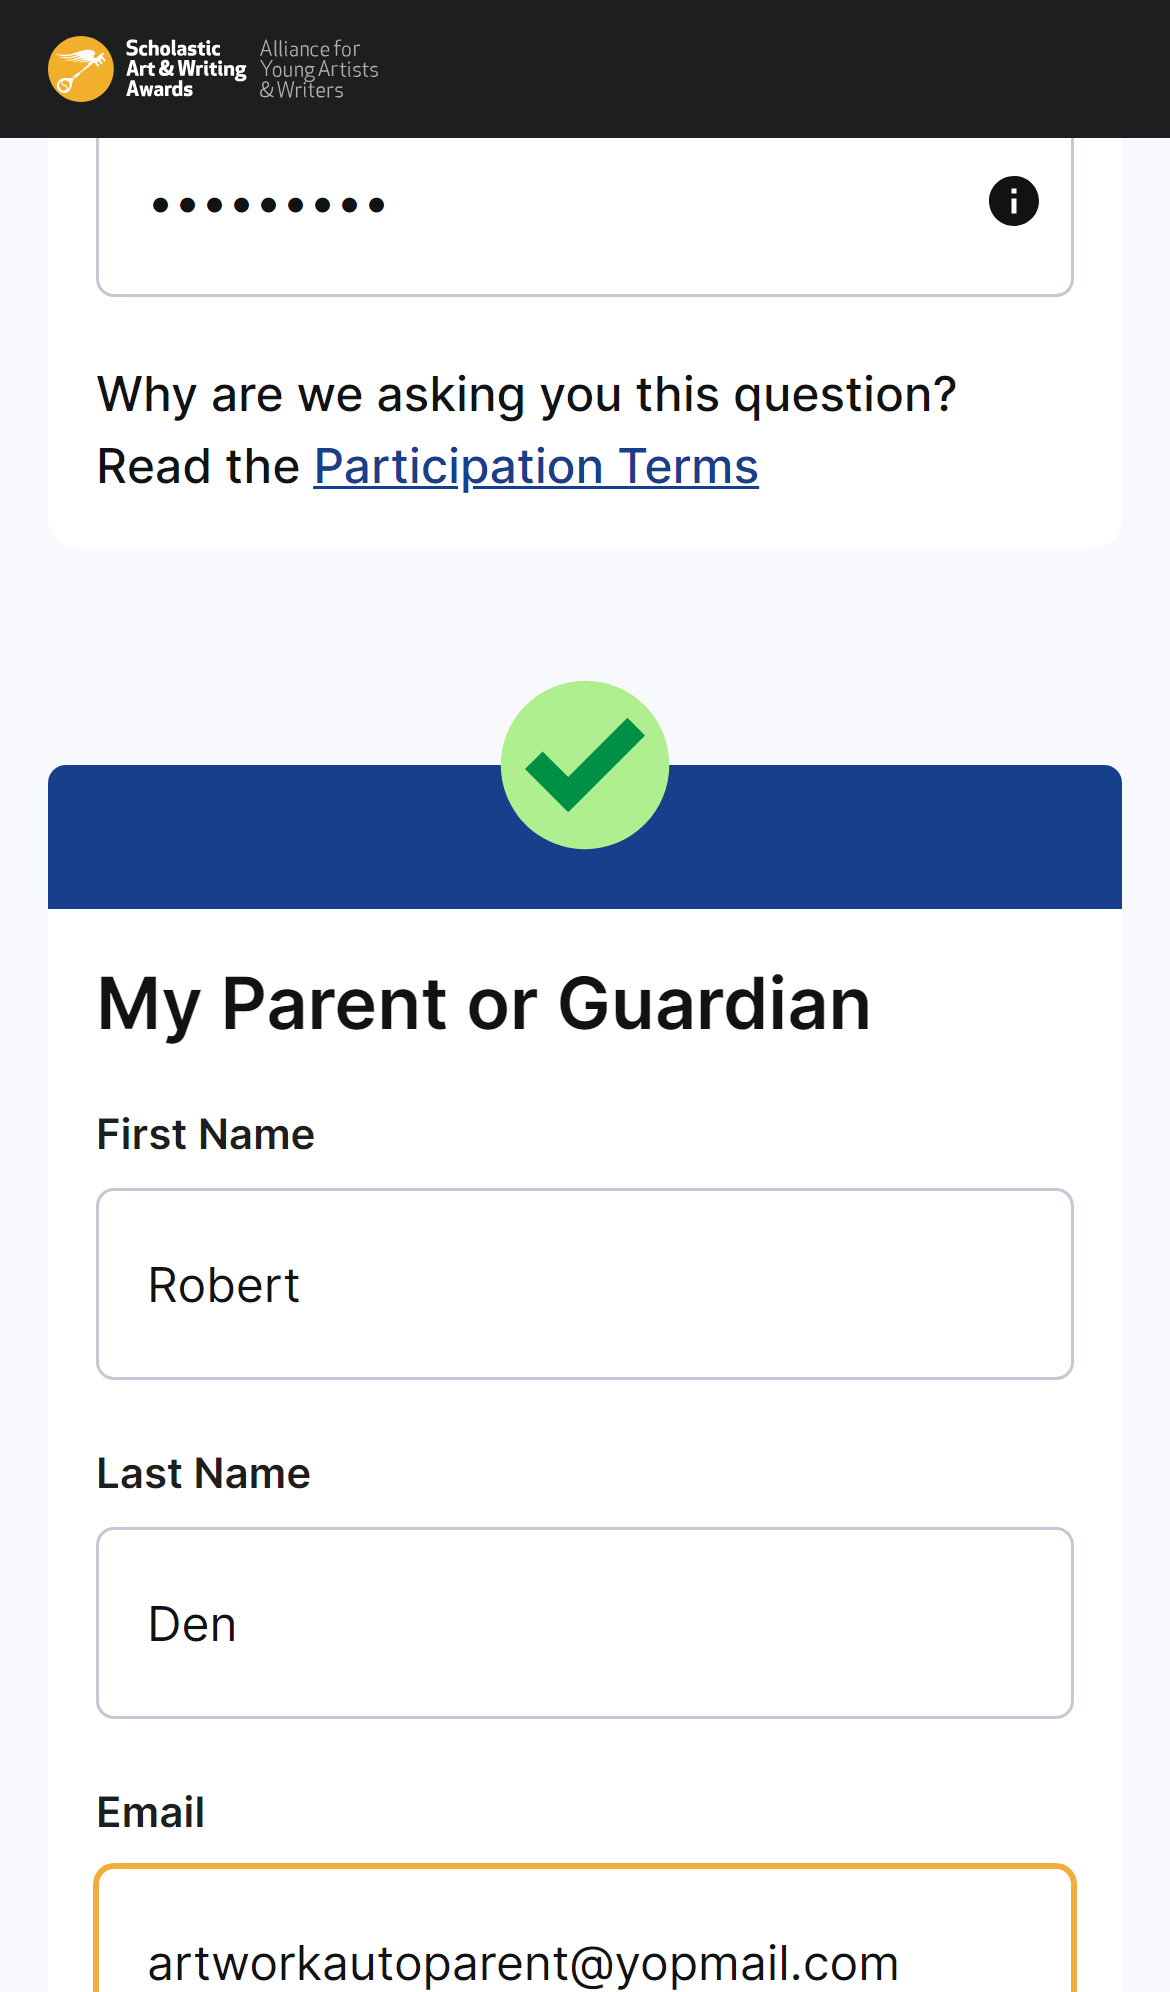 Scholastic
Art & Writing
Awards
Alliance for
Young Artists
& Writers
•••••••••
Why are we asking you this question?
Read the Participation Terms
My Parent or Guardian
First Name
Robert
Last Name
Den
Email
artworkautoparent@yopmail.com